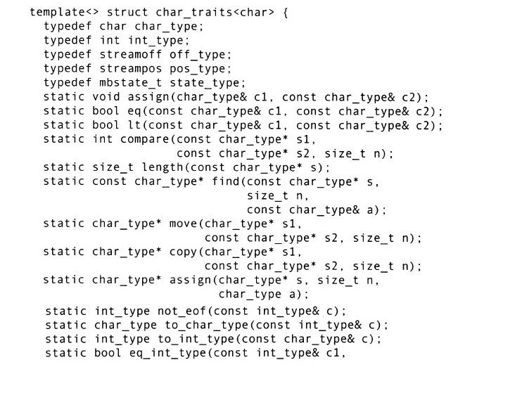 template<> struct char_traits<char> {
typedef char char_type;
typedef int int_type;
typedef streamoff off_type;
typedef streampos pos_type;
typedef mbstate_t state_type;
static void assign(char_type& c1, const char_type& c2);
static bool eq(const char_type& c1, const char_type& c2);
static bool lt(const char_type& c1, const char_type& c2);
static int compare(const char_type* s1,
const char_type* s2, size_t n);
static size_t length(const char_type* s);
static const char_type* find(const char_type* s,
size_t n,
const char_type& a);
static char_type* move(char_type* s1,
const char_type* s2, size_t n);
static char_type* copy(char_type* s1,
const char_type* s2, size_t n);
static char_type* assign(char_type* s, size_t n,
char_type a);
static int_type not_eof(const int_type& c);
static char_type to_char_type(const int_type& c);
static int_type to_int_type(const char_type& c);
static bool eq_int_type(const int_type& c1,